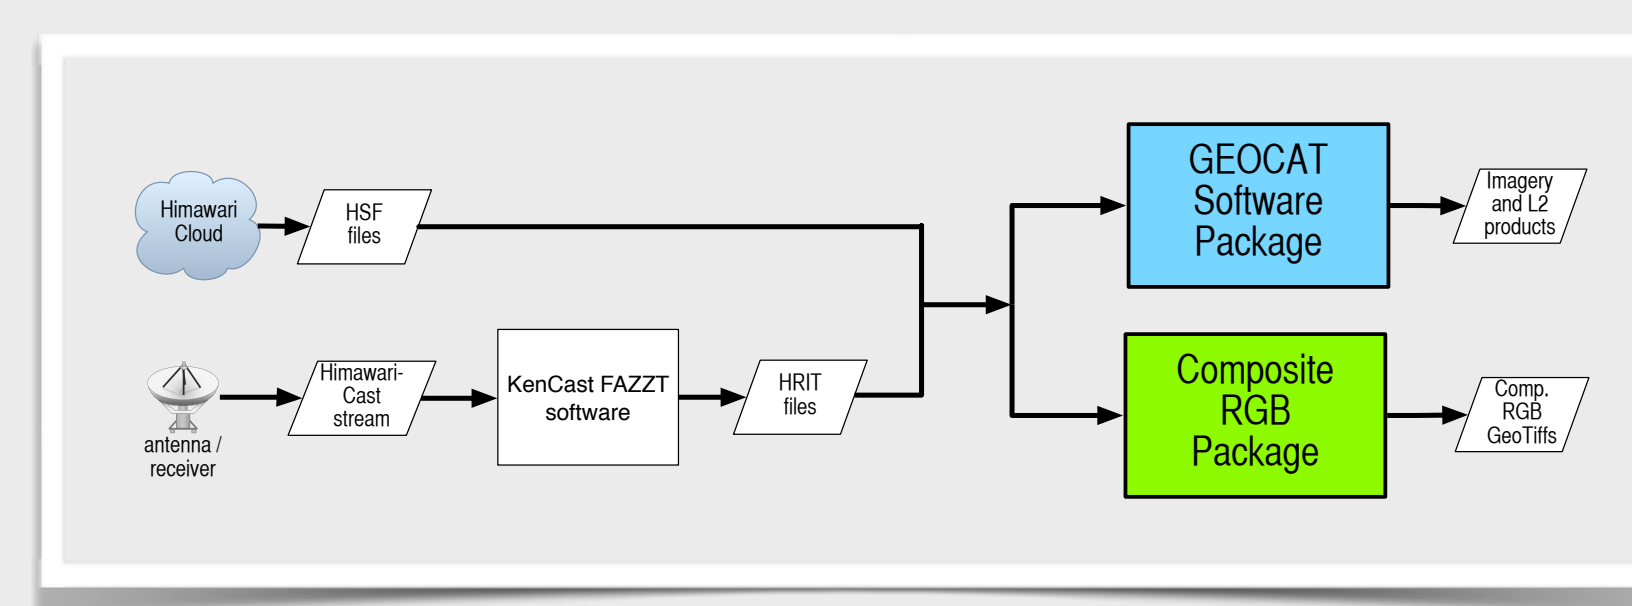 Himawari
Cloud
HSF
files
GEOCAT
Software
Package
Imagery
and L2
products
antenna /
receiver
Himawari-
Cast
stream
KenCast FAZZT
software
HRIT
files
Composite
RGB
Package
Comp.
RGB
GeoTiffs